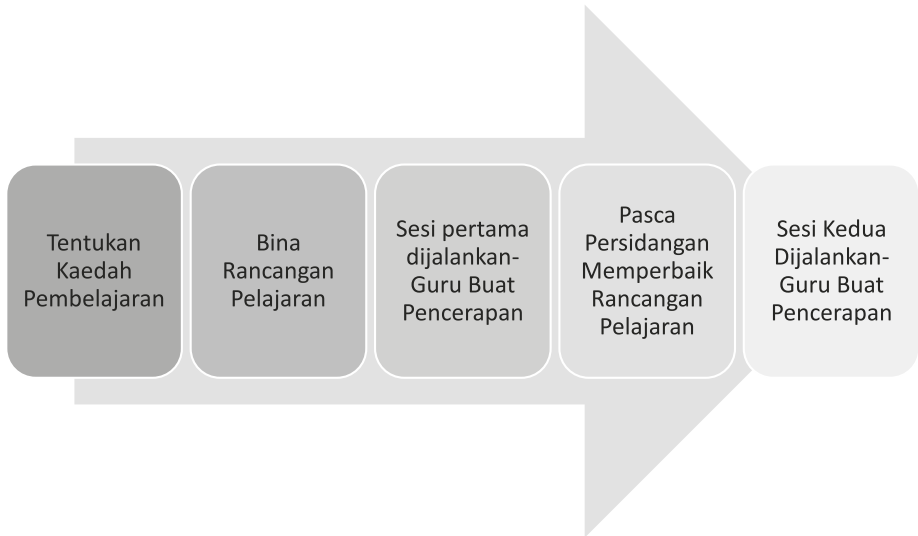 Tentukan
Kaedah
Pembelajaran
Bina
Rancangan
Pelajaran
Sesi pertama
dijalankan-
Guru Buat
Pencerapan
Pasca
Persidangan
Memperbaik
Rancangan
Pelajaran
Sesi Kedua
Dijalankan-
Guru Buat
Pencerapan